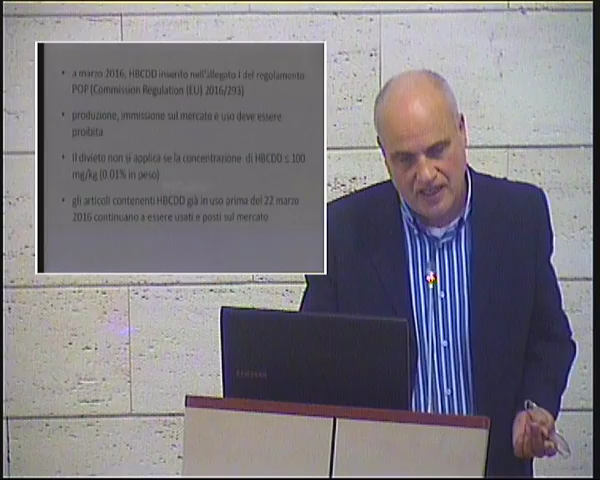 • a marzo 2016, HBCDD inserito nell'allegato I del regolamento
POP (Commission Regulation (EU) 2016/293)
• produzione, immissione sul mercato e uso deve essere
proibita
• Il divieto non si applica se la concentrazione di HBCDD ≤ 100
mg/kg (0.01% in peso)
• gli articoli contenenti HBCDD già in uso prima del 22 marzo
2016 continuano a essere usati e posti sul mercato
SAMSUNG